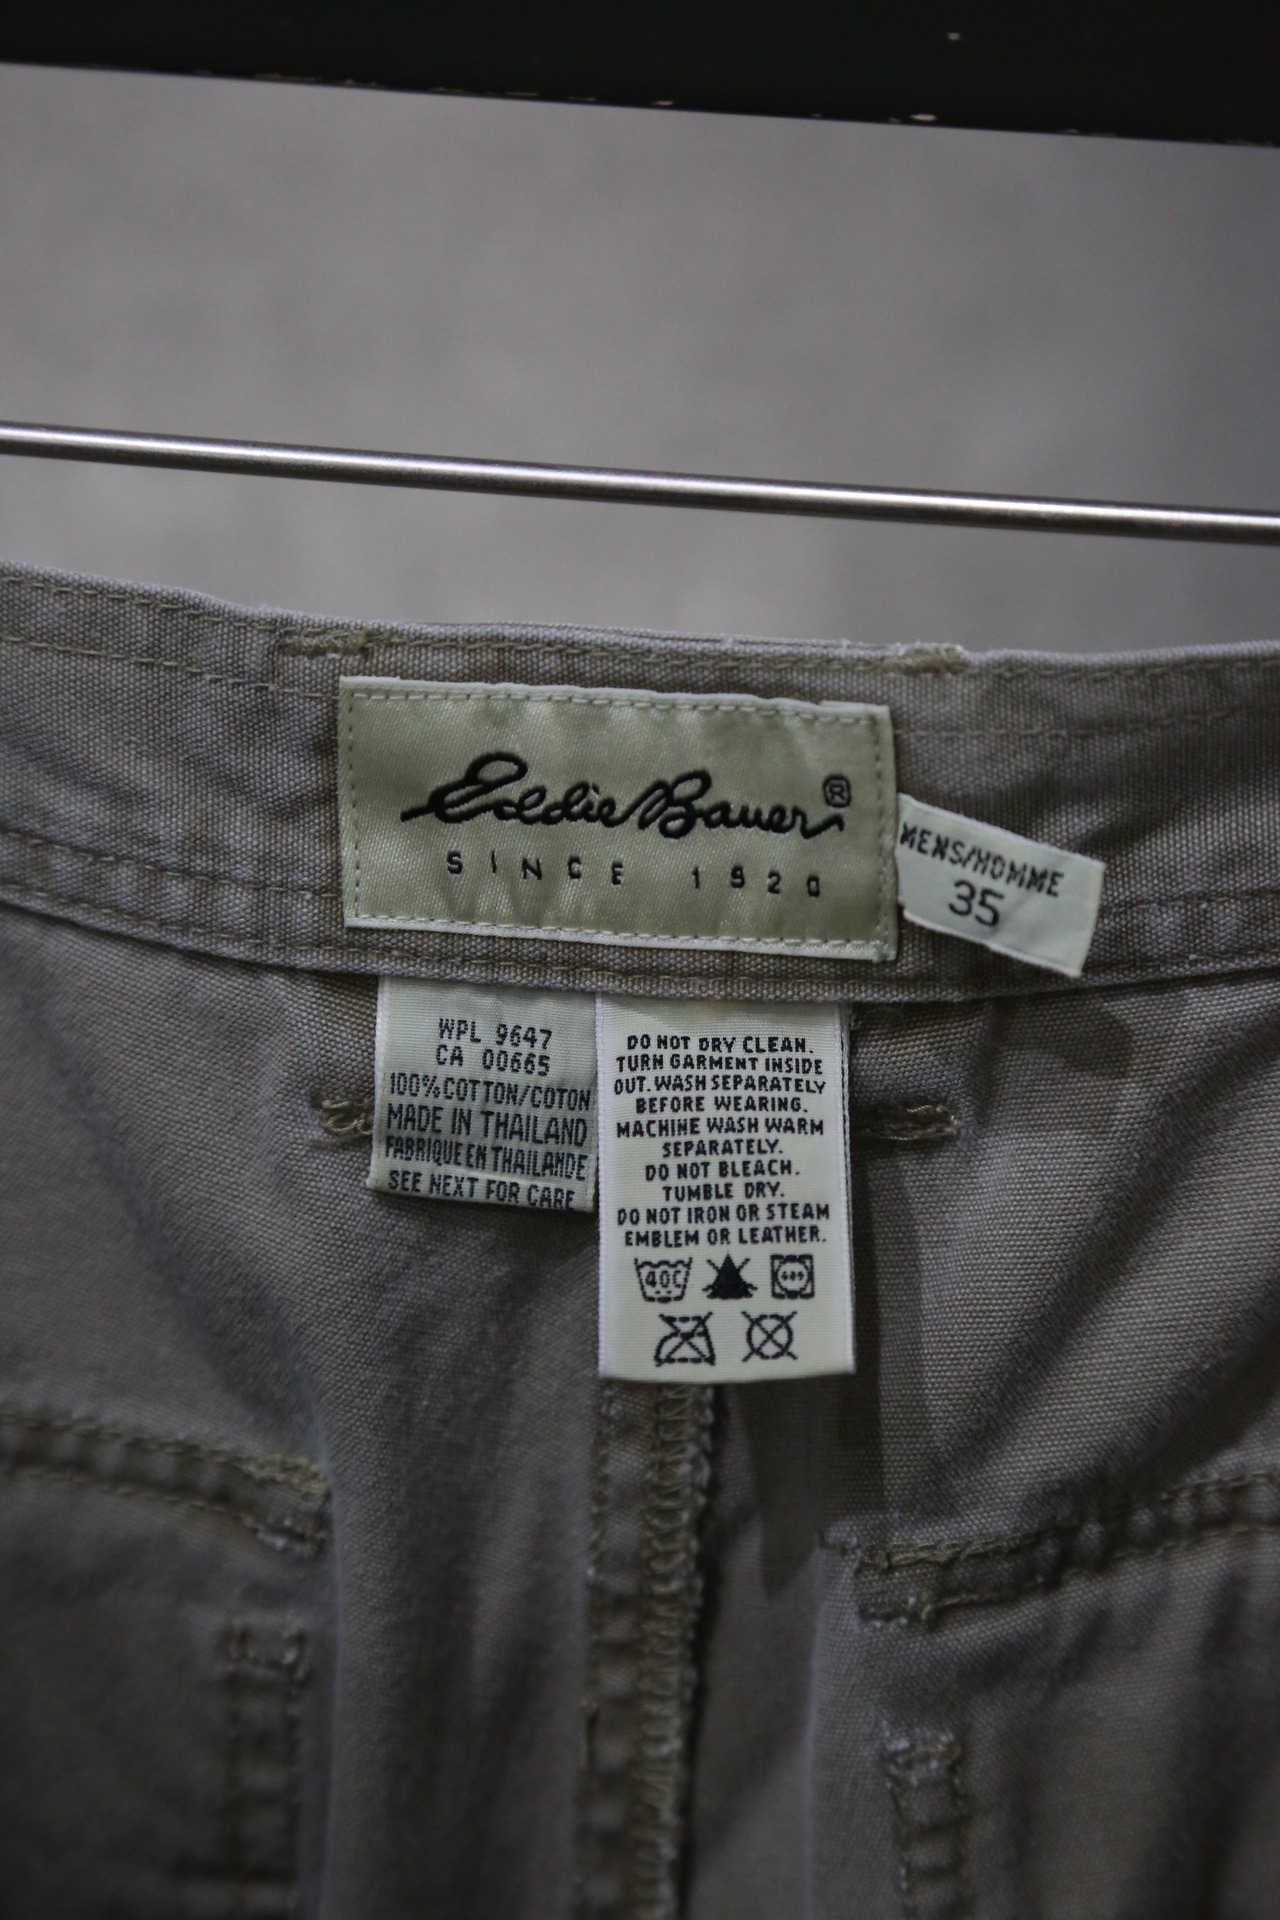 Eddie Bauer®
SINCE 1920
MENS/HOMME
35
WPL 9647
CA 00665
100% COTTON/COTON
MADE IN THAILAND
FABRIQUE EN THAILANDE
SEE NEXT FOR CARE
DO NOT DRY CLEAN.
TURN GARMENT INSIDE
OUT. WASH SEPARATELY
BEFORE WEARING.
MACHINE WASH WARM
SEPARATELY.
DO NOT BLEACH.
TUMBLE DRY.
DO NOT IRON OR STEAM
EMBLEM OR LEATHER.
40C